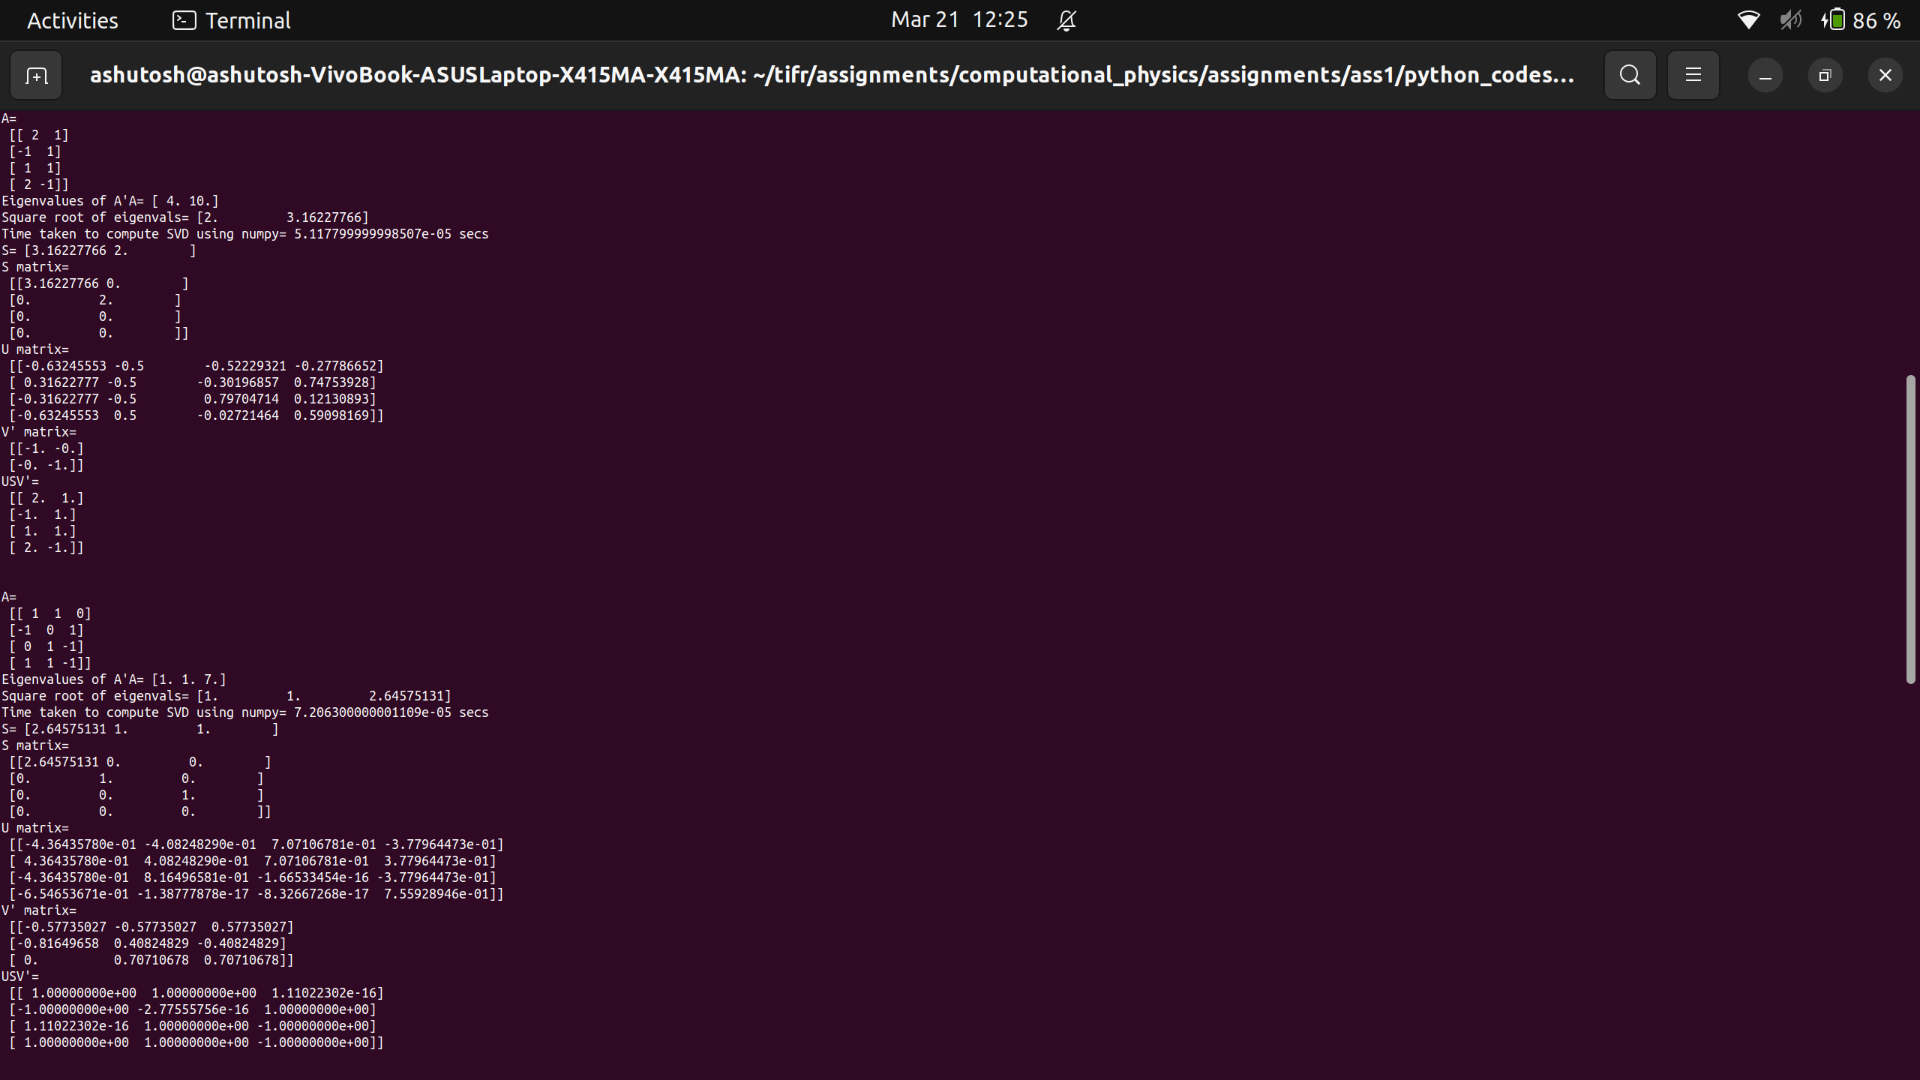 Activities Terminal Mar 21 12:25 86 %
ashutosh@ashutosh-VivoBook-ASUSLaptop-X415MA-X415MA: ~/tifr/assignments/computational_physics/assignments/ass1/python_codes...
A=
 [[ 2  1]
 [-1  1]
 [ 1  1]
 [ 2 -1]]
Eigenvalues of A'A= [ 4. 10.]
Square root of eigenvals= [2.         3.16227766]
Time taken to compute SVD using numpy= 5.117799999998507e-05 secs
S= [3.16227766 2.        ]
S matrix=
 [[3.16227766 0.        ]
 [0.         2.        ]
 [0.         0.        ]
 [0.         0.        ]]
U matrix=
 [[-0.63245553 -0.5        -0.52229321 -0.27786652]
 [ 0.31622777 -0.5        -0.30196857  0.74753928]
 [-0.31622777 -0.5         0.79704714  0.12130893]
 [-0.63245553  0.5        -0.02721464  0.59098169]]
V' matrix=
 [[-1. -0.]
 [-0. -1.]]
USV'=
 [[ 2.  1.]
 [-1.  1.]
 [ 1.  1.]
 [ 2. -1.]]
A=
 [[ 1  1  0]
 [-1  0  1]
 [ 0  1 -1]
 [ 1  1 -1]]
Eigenvalues of A'A= [1. 1. 7.]
Square root of eigenvals= [1.         1.         2.64575131]
Time taken to compute SVD using numpy= 7.206300000001109e-05 secs
S= [2.64575131 1.         1.        ]
S matrix=
 [[2.64575131 0.         0.        ]
 [0.         1.         0.        ]
 [0.         0.         1.        ]
 [0.         0.         0.        ]]
U matrix=
 [[-4.36435780e-01 -4.08248290e-01  7.07106781e-01 -3.77964473e-01]
 [ 4.36435780e-01  4.08248290e-01  7.07106781e-01  3.77964473e-01]
 [-4.36435780e-01  8.16496581e-01 -1.66533454e-16 -3.77964473e-01]
 [-6.54653671e-01 -1.38777878e-17 -8.32667268e-17  7.55928946e-01]]
V' matrix=
 [[-0.57735027 -0.57735027  0.57735027]
 [-0.81649658  0.40824829 -0.40824829]
 [ 0.          0.70710678  0.70710678]]
USV'=
 [[ 1.00000000e+00  1.00000000e+00  1.11022302e-16]
 [-1.00000000e+00 -2.77555756e-16  1.00000000e+00]
 [ 1.11022302e-16  1.00000000e+00 -1.00000000e+00]
 [ 1.00000000e+00  1.00000000e+00 -1.00000000e+00]]